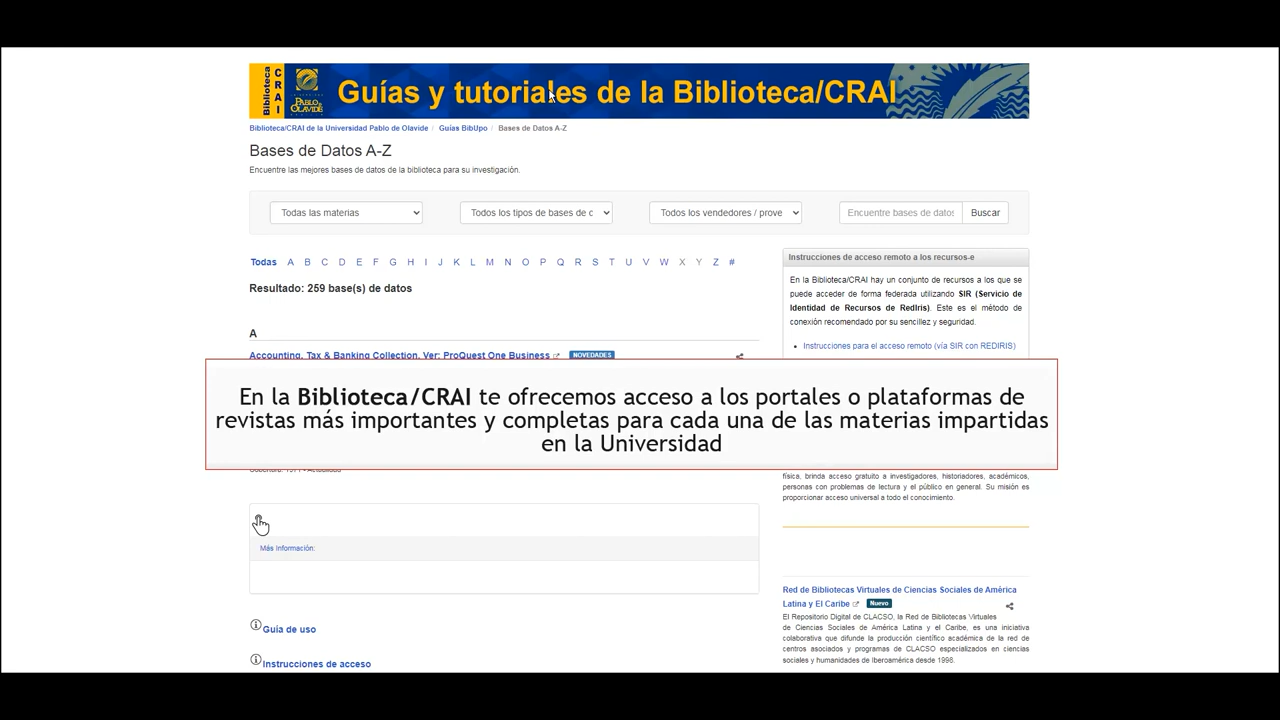 Biblioteca
CRAI
UNIVERSIDAD
PABLO
OLAVIDE
Guías y tutoriales de la Biblioteca/CRAI
Biblioteca/CRAI de la Universidad Pablo de Olavide / Guías BibUpo / Bases de Datos A-Z
Bases de Datos A-Z
Encuentre las mejores bases de datos de la biblioteca para su investigación.
Todas las materias
Todos los tipos de bases de c
Todos los vendedores / prove
Encuentre bases de datos
Buscar
Todas A B C D E F G H I J K L M N O P Q R S T U V W X Y Z #
Resultado: 259 base(s) de datos
A
Accounting, Tax & Banking Collection. Ver: ProQuest One Business NOVEDADES
Instrucciones de acceso remoto a los recursos-e
En la Biblioteca/CRAI hay un conjunto de recursos a los que se
puede acceder de forma federada utilizando SIR (Servicio de
Identidad de Recursos de RedIris). Este es el método de
conexión recomendado por su sencillez y seguridad.
• Instrucciones para el acceso remoto (vía SIR con REDIRIS)
En la Biblioteca/CRAI te ofrecemos acceso a los portales o plataformas de
revistas más importantes y completas para cada una de las materias impartidas
en la Universidad
Cobertura: 1971 - Actualidad
Más Información:
Guía de uso
Instrucciones de acceso
física, brinda acceso gratuito a investigadores, historiadores, académicos,
personas con problemas de lectura y el público en general. Su misión es
proporcionar acceso universal a todo el conocimiento.
Red de Bibliotecas Virtuales de Ciencias Sociales de América
Latina y El Caribe Nuevo
El Repositorio Digital de CLACSO, la Red de Bibliotecas Virtuales
de Ciencias Sociales de América Latina y el Caribe, es una iniciativa
colaborativa que difunde la producción científico académica de la red de
centros asociados y programas de CLACSO especializados en ciencias
sociales y humanidades de Iberoamérica desde 1998.